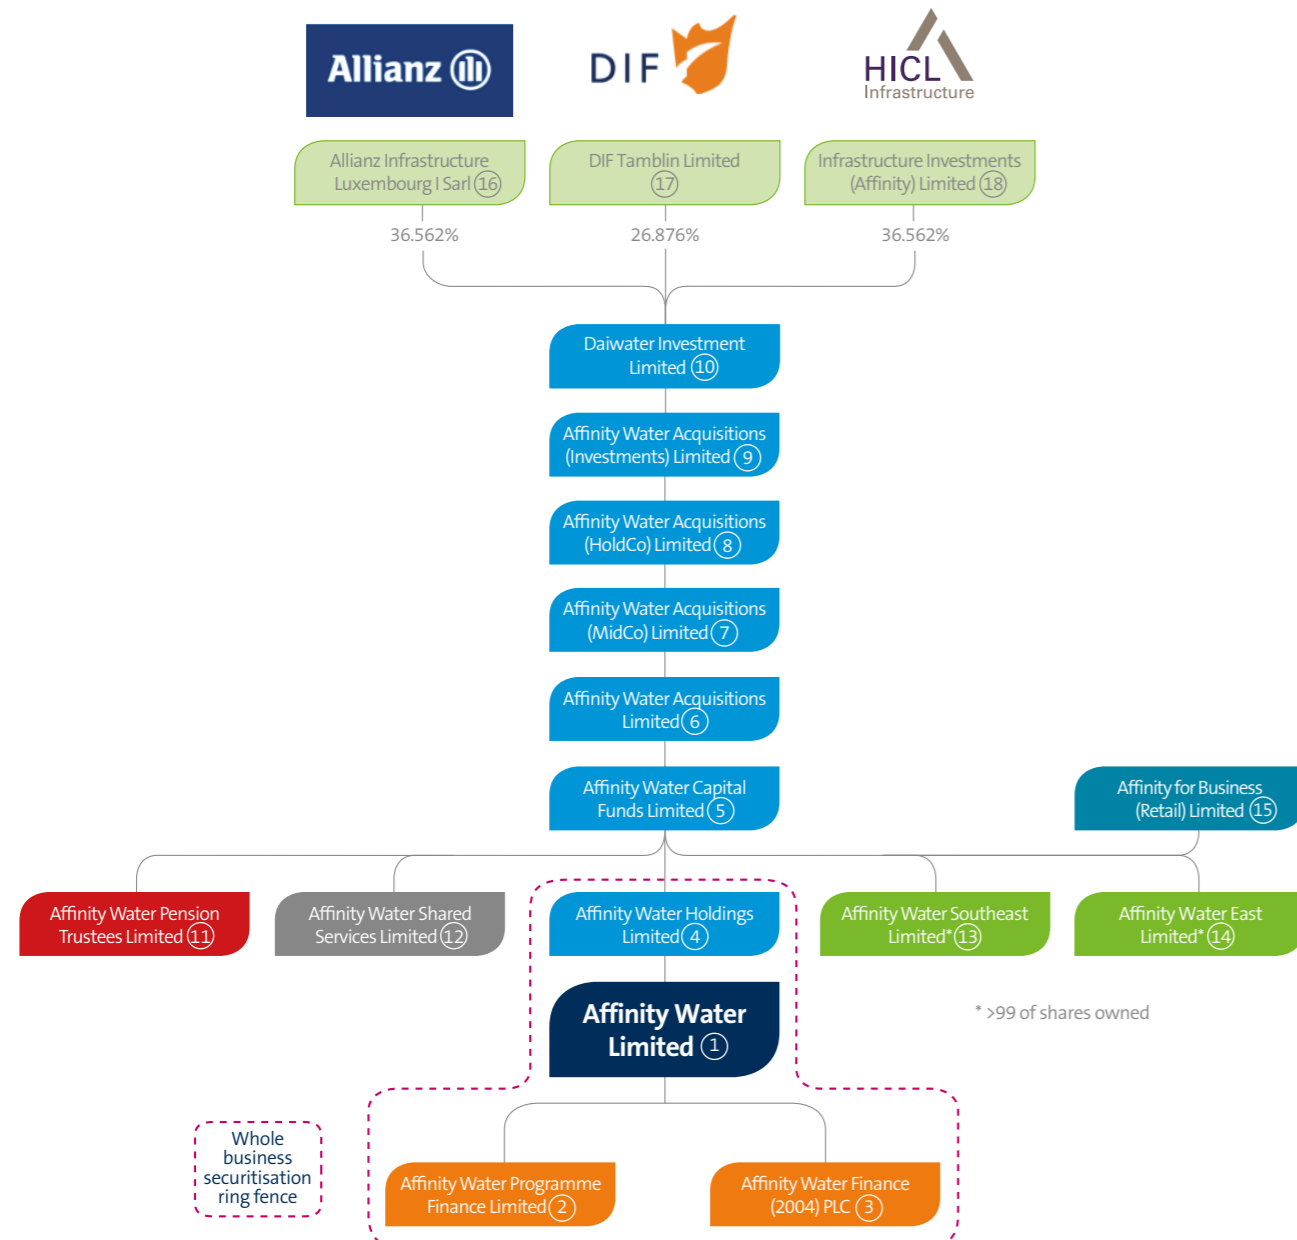 Allianz
DIF
HICL
Infrastructure
Allianz Infrastructure
Luxembourg I Sarl 16
DIF Tamblin Limited
17
Infrastructure Investments
(Affinity) Limited 18
36.562%
26.876%
36.562%
Daiwater Investment
Limited 10
Affinity Water Acquisitions
(Investments) Limited 9
Affinity Water Acquisitions
(HoldCo) Limited 8
Affinity Water Acquisitions
(MidCo) Limited 7
Affinity Water Acquisitions
Limited 6
Affinity Water Capital
Funds Limited 5
Affinity for Business
(Retail) Limited 15
Affinity Water Pension
Trustees Limited 11
Affinity Water Shared
Services Limited 12
Affinity Water Holdings
Limited 4
Affinity Water Southeast
Limited* 13
Affinity Water East
Limited* 14
Affinity Water
Limited 1
* >99 of shares owned
Whole
business
securitisation
ring fence
Affinity Water Programme
Finance Limited 2
Affinity Water Finance
(2004) PLC 3